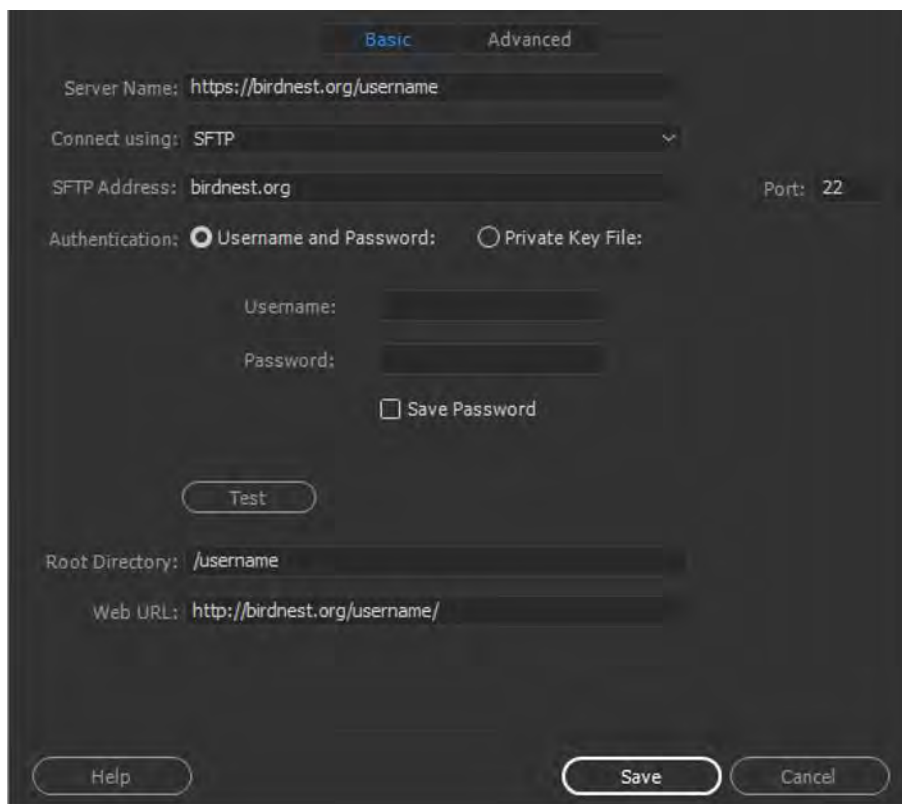 Basic Advanced
Server Name: https://birdnest.org/username
Connect using: SFTP
SFTP Address: birdnest.org Port: 22
Authentication: Username and Password: Private Key File:
Username:
Password:
Save Password
Test
Root Directory: /username
Web URL: http://birdnest.org/username/
Help Save Cancel